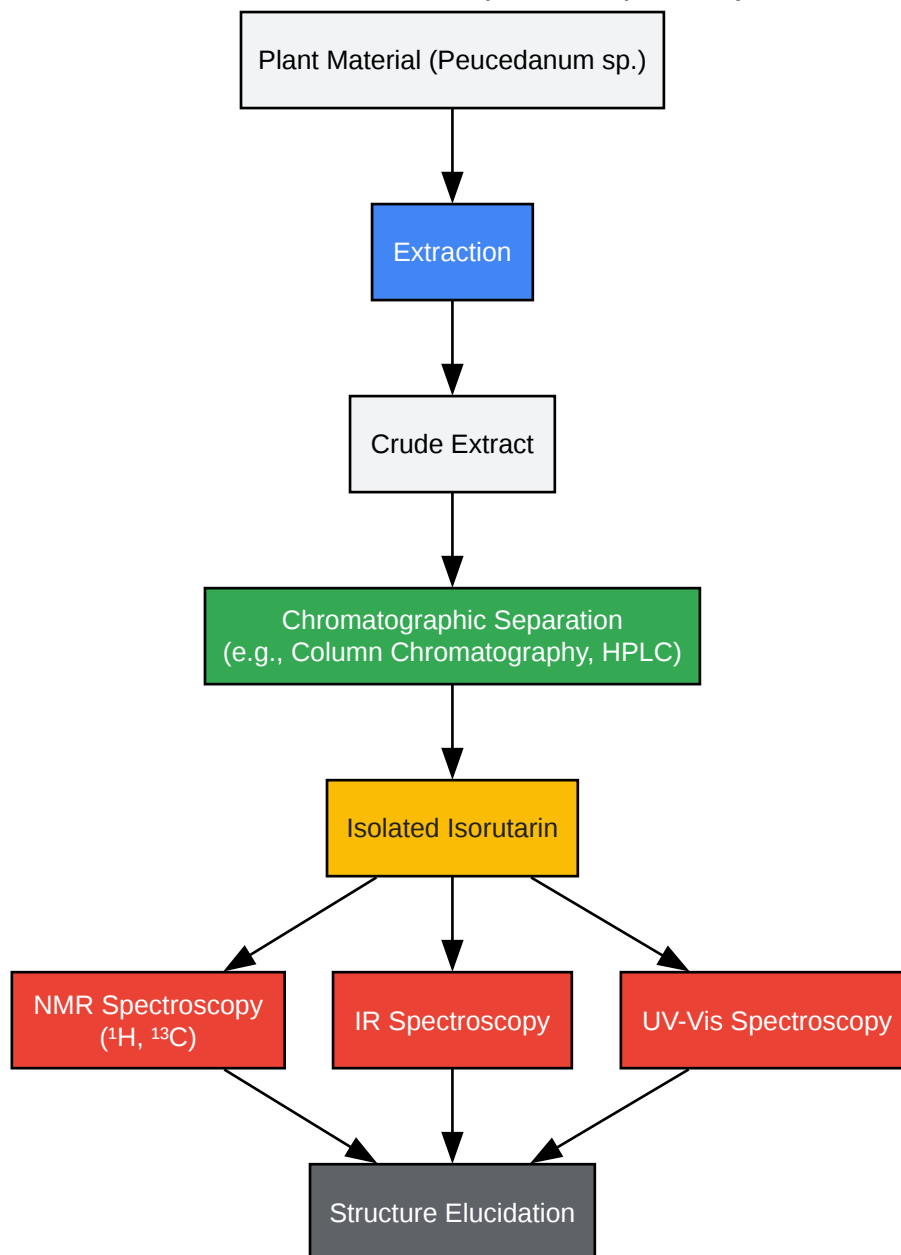 Plant Material (Peucedanum sp.)
Extraction
Crude Extract
Chromatographic Separation
(e.g., Column Chromatography, HPLC)
Isolated Isorutarin
NMR Spectroscopy
(¹H, ¹³C)
IR Spectroscopy
UV-Vis Spectroscopy
Structure Elucidation